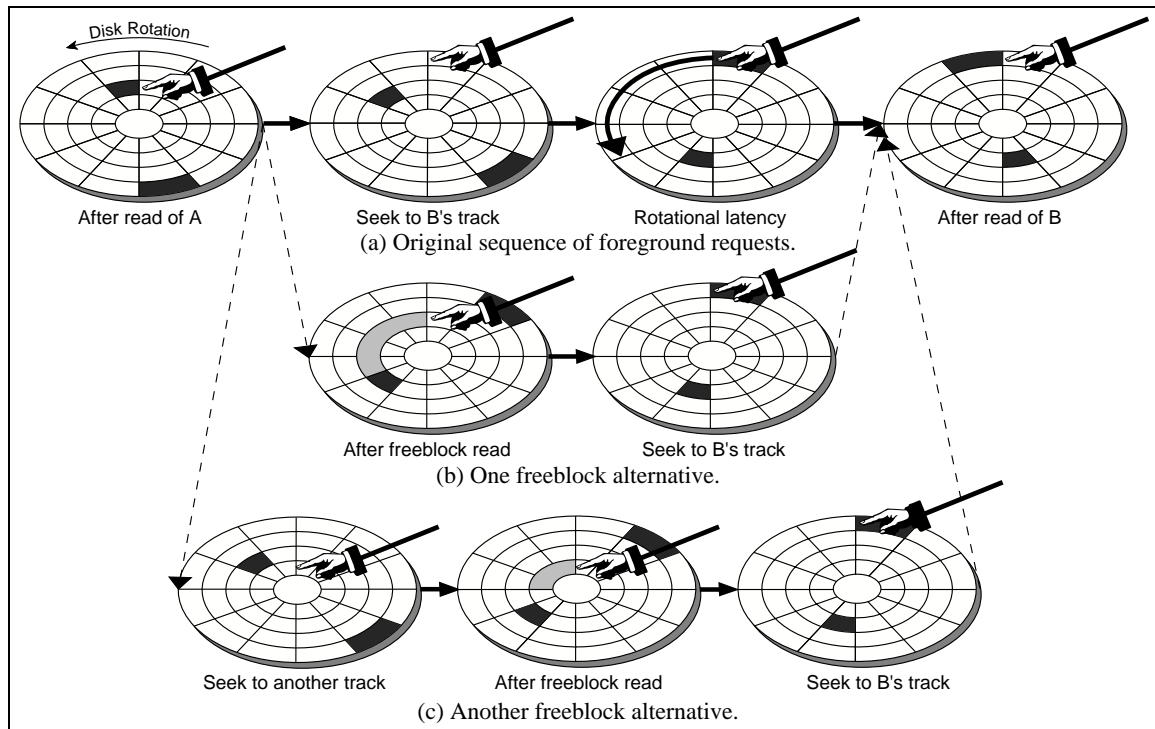 Disk Rotation
After read of A
Seek to B's track
Rotational latency
After read of B
(a) Original sequence of foreground requests.
After freeblock read
Seek to B's track
(b) One freeblock alternative.
Seek to another track
After freeblock read
Seek to B's track
(c) Another freeblock alternative.